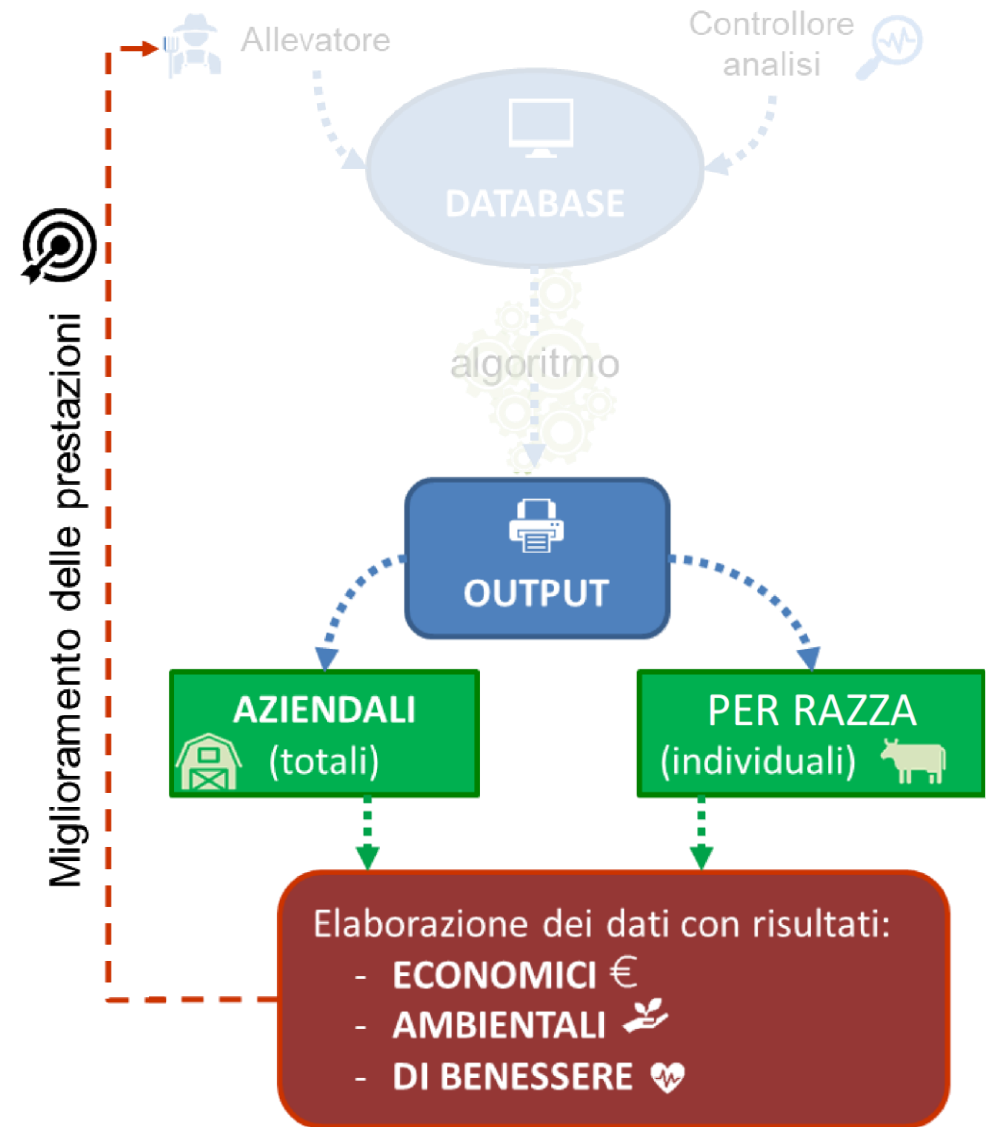 Allevatore
Controllore
analisi
DATABASE
algoritmo
OUTPUT
AZIENDALI
(totali)
PER RAZZA
(individuali)
Elaborazione dei dati con risultati:
- ECONOMICI €
- AMBIENTALI
- DI BENESSERE
Miglioramento delle prestazioni